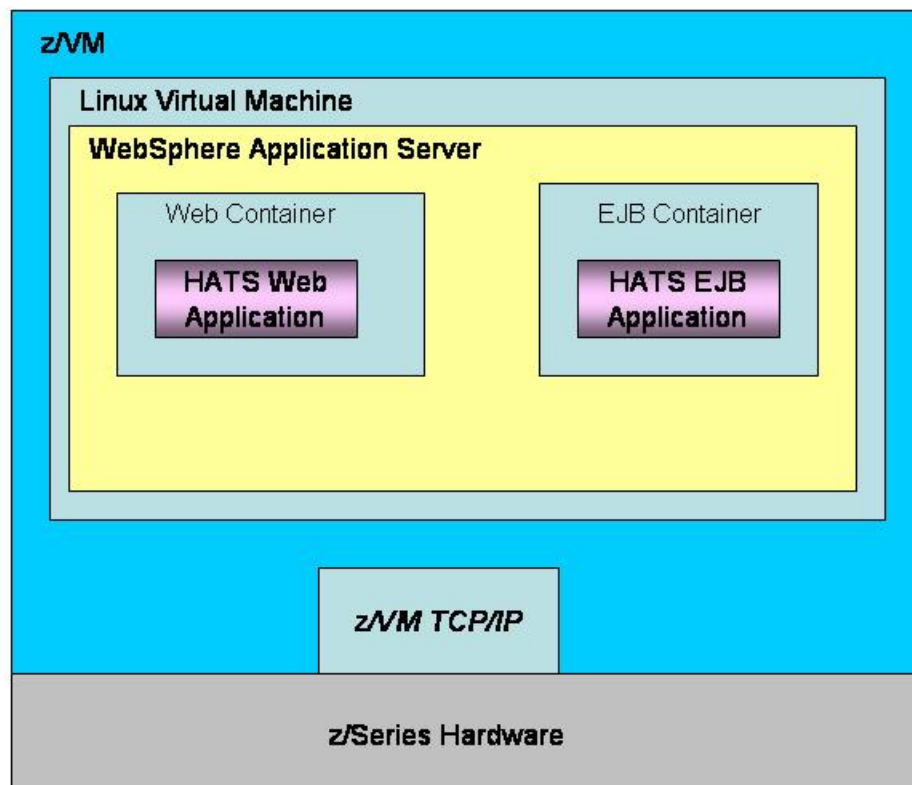 z/VM
Linux Virtual Machine
WebSphere Application Server
Web Container
EJB Container
HATS Web
Application
HATS EJB
Application
z/VM TCP/IP
z/Series Hardware